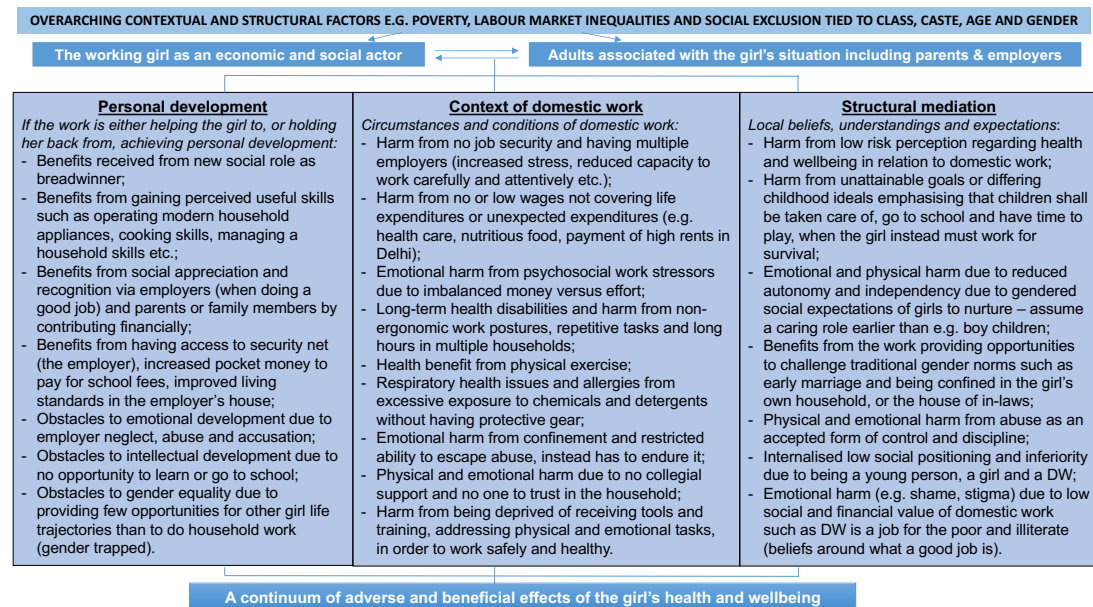 OVERARCHING CONTEXTUAL AND STRUCTURAL FACTORS E.G. POVERTY, LABOUR MARKET INEQUALITIES AND SOCIAL EXCLUSION TIED TO CLASS, CASTE, AGE AND GENDER
The working girl as an economic and social actor
Adults associated with the girl's situation including parents & employers
Personal development
If the work is either helping the girl to, or holding
her back from, achieving personal development:
- Benefits received from new social role as
breadwinner;
- Benefits from gaining perceived useful skills
such as operating modern household
appliances, cooking skills, managing a
household skills etc.;
- Benefits from social appreciation and
recognition via employers (when doing a
good job) and parents or family members by
contributing financially;
- Benefits from having access to security net
(the employer), increased pocket money to
pay for school fees, improved living
standards in the employer's house;
- Obstacles to emotional development due to
employer neglect, abuse and accusation;
- Obstacles to intellectual development due to
no opportunity to learn or go to school;
- Obstacles to gender equality due to
providing few opportunities for other girl life
trajectories than to do household work
(gender trapped).
Context of domestic work
Circumstances and conditions of domestic work:
- Harm from no job security and having multiple
employers (increased stress, reduced capacity to
work carefully and attentively etc.);
- Harm from no or low wages not covering life
expenditures or unexpected expenditures (e.g.
health care, nutritious food, payment of high rents in
Delhi);
- Emotional harm from psychosocial work stressors
due to imbalanced money versus effort;
- Long-term health disabilities and harm from non-
ergonomic work postures, repetitive tasks and long
hours in multiple households;
- Health benefit from physical exercise;
- Respiratory health issues and allergies from
excessive exposure to chemicals and detergents
without having protective gear;
- Emotional harm from confinement and restricted
ability to escape abuse, instead has to endure it;
- Physical and emotional harm due to no collegial
support and no one to trust in the household;
- Harm from being deprived of receiving tools and
training, addressing physical and emotional tasks,
in order to work safely and healthy.
Structural mediation
Local beliefs, understandings and expectations:
- Harm from low risk perception regarding health
and wellbeing in relation to domestic work;
- Harm from unattainable goals or differing
childhood ideals emphasising that children shall
be taken care of, go to school and have time to
play, when the girl instead must work for
survival;
- Emotional and physical harm due to reduced
autonomy and independency due to gendered
social expectations of girls to nurture – assume
a caring role earlier than e.g. boy children;
- Benefits from the work providing opportunities
to challenge traditional gender norms such as
early marriage and being confined in the girl's
own household, or the house of in-laws;
- Physical and emotional harm from abuse as an
accepted form of control and discipline;
- Internalised low social positioning and inferiority
due to being a young person, a girl and a DW;
- Emotional harm (e.g. shame, stigma) due to low
social and financial value of domestic work
such as DW is a job for the poor and illiterate
(beliefs around what a good job is).
A continuum of adverse and beneficial effects of the girl's health and wellbeing